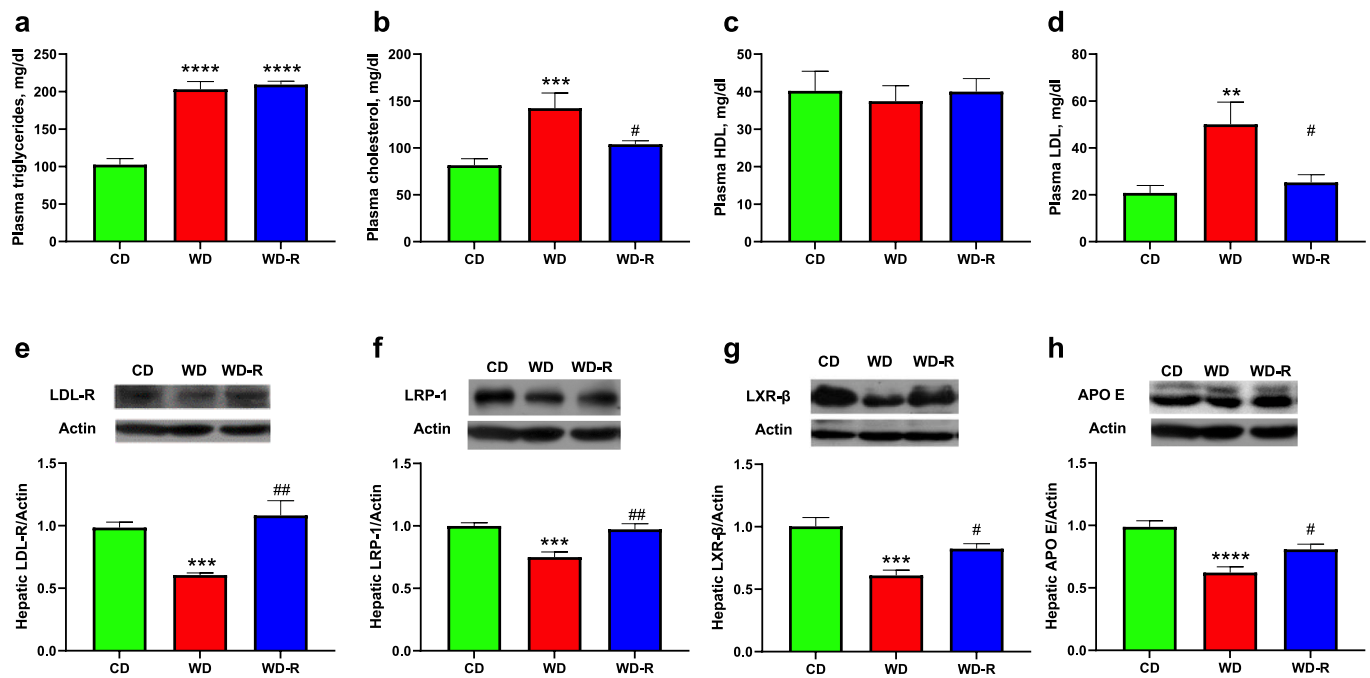 a
Plasma triglycerides, mg/dl
250
200
150
100
50
0
****
****
CD
WD
WD-R
b
Plasma cholesterol, mg/dl
200
150
100
50
0
***
#
CD
WD
WD-R
c
Plasma HDL, mg/dl
50
40
30
20
10
0
CD
WD
WD-R
d
Plasma LDL, mg/dl
80
60
40
20
0
**
#
CD
WD
WD-R
e
CD WD WD-R
LDL-R
Actin
Hepatic LDL-R/Actin
1.5
1.0
0.5
0.0
***
##
CD
WD
WD-R
f
CD WD WD-R
LRP-1
Actin
Hepatic LRP-1/Actin
1.5
1.0
0.5
0.0
***
##
CD
WD
WD-R
g
CD WD WD-R
LXR-β
Actin
Hepatic LXR-β/Actin
1.5
1.0
0.5
0.0
***
#
CD
WD
WD-R
h
CD WD WD-R
APO E
Actin
Hepatic APO E/Actin
1.5
1.0
0.5
0.0
****
#
CD
WD
WD-R